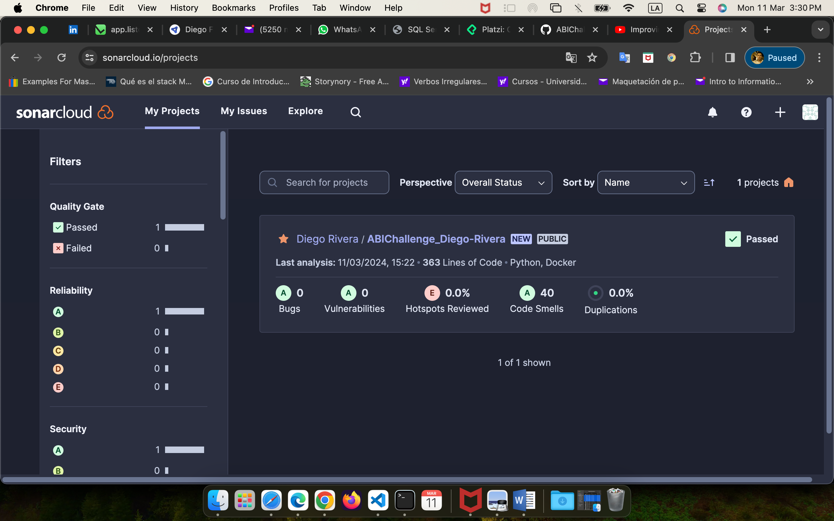 Chrome File Edit View History Bookmarks Profiles Tab Window Help LA Mon 11 Mar 3:30 PM
app.list Diego F (5250 r WhatsA SQL Se Platzi: ABICha Improvi Project
sonarcloud.io/projects Paused
Examples For Mas... Qué es el stack M... Curso de Introduc... Storynory - Free A... Verbos Irregulares... Cursos - Universid... Maquetación de p... Intro to Informatio... »
sonarcloud My Projects My Issues Explore
Filters
Quality Gate
Passed 1
Failed 0
Reliability
A 1
B 0
C 0
D 0
E 0
Security
A 1
B 0
Search for projects Perspective Overall Status Sort by Name 1 projects
Diego Rivera / ABIChallenge_Diego-Rivera NEW PUBLIC Passed
Last analysis: 11/03/2024, 15:22 • 363 Lines of Code • Python, Docker
A 0 A 0 E 0.0% A 40 0.0%
Bugs Vulnerabilities Hotspots Reviewed Code Smells Duplications
1 of 1 shown
MAR 11